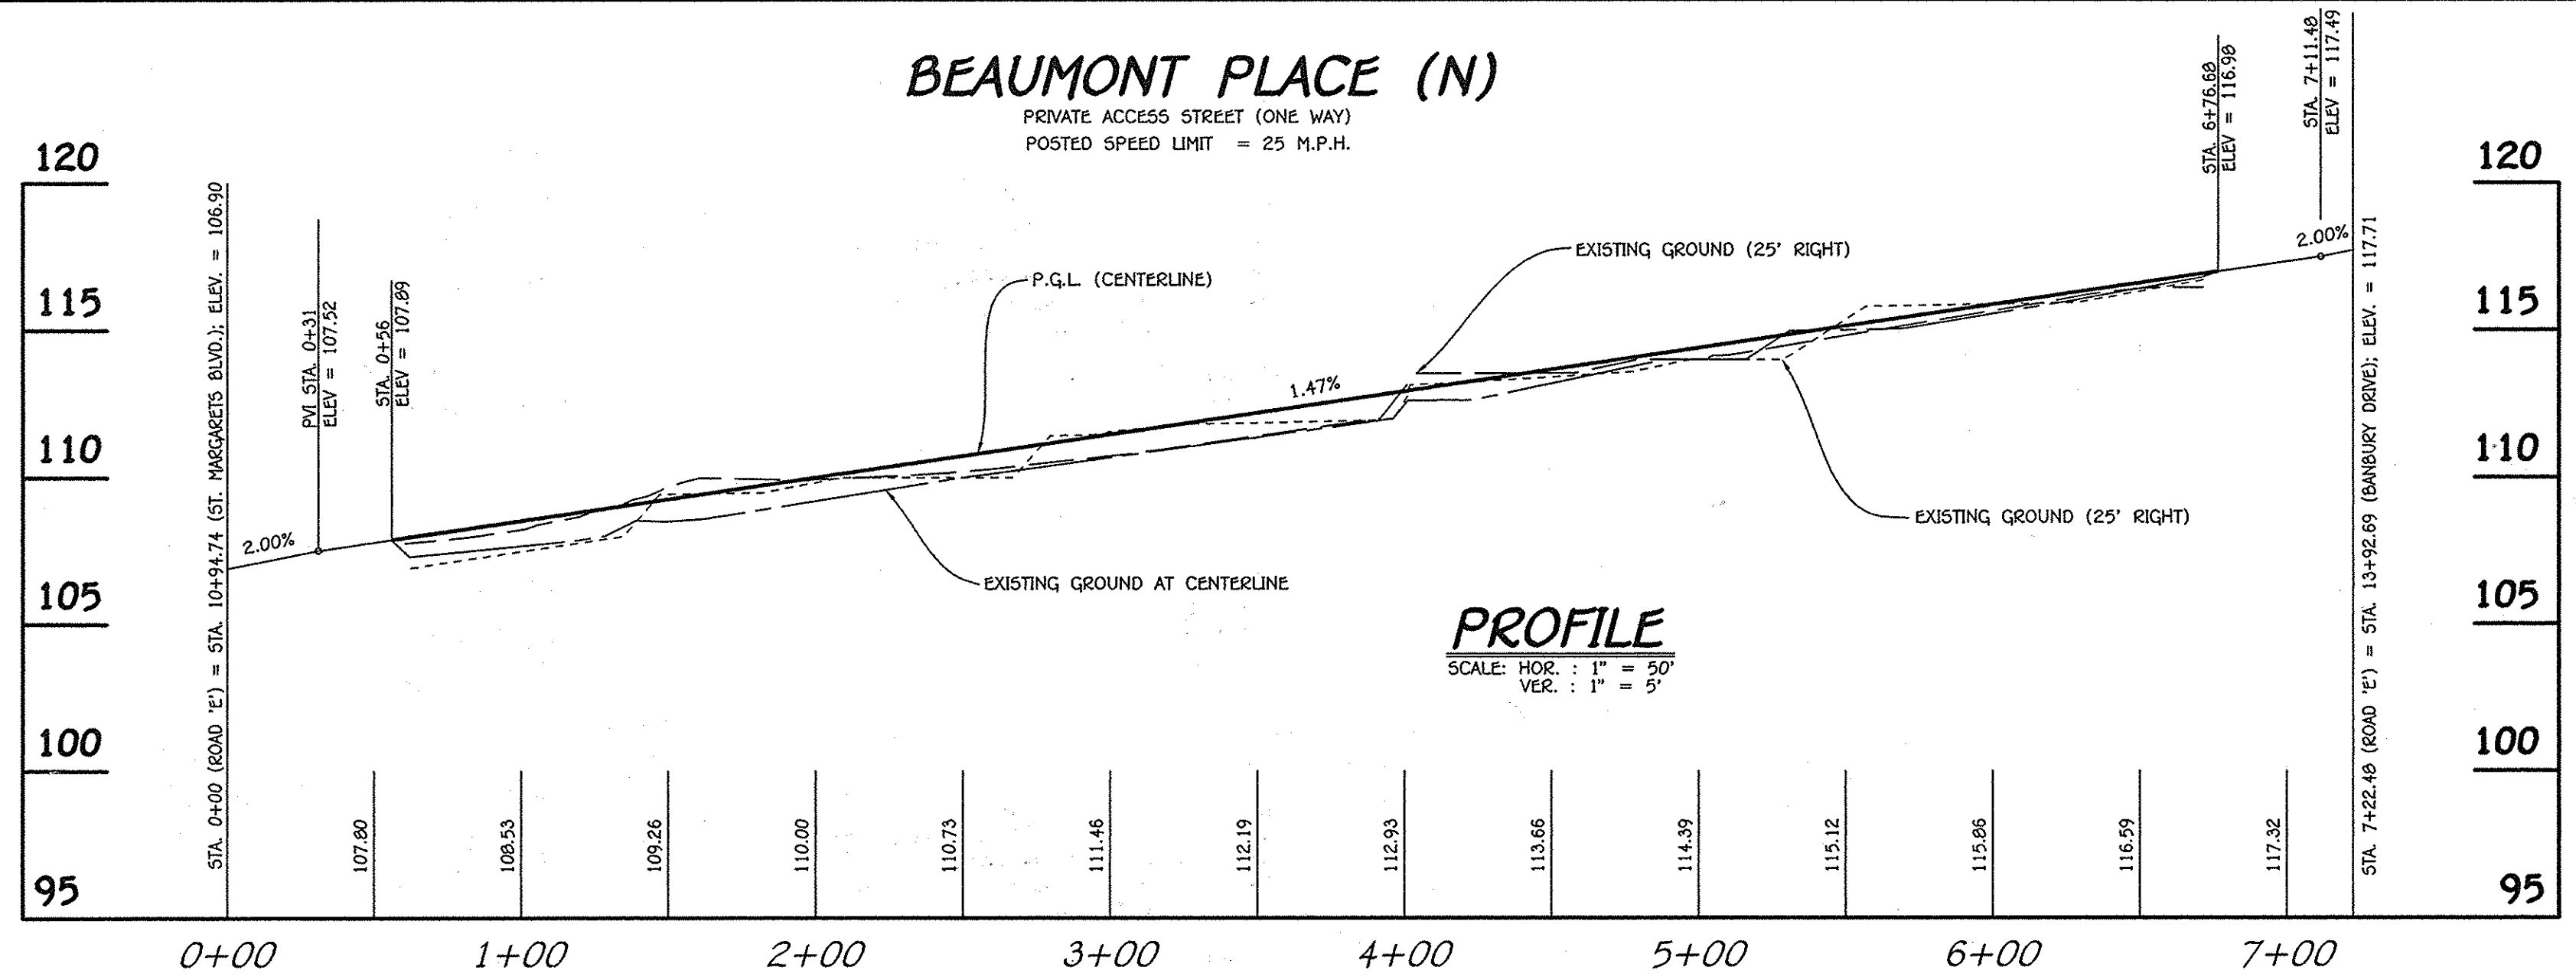 BEAUMONT PLACE (N)
PRIVATE ACCESS STREET (ONE WAY)
POSTED SPEED LIMIT = 25 M.P.H.
120
115
110
105
100
95
STA. 0+00 (ROAD 'E') = STA. 10+94.74 (ST. MARGARETS BLVD.); ELEV. = 106.90
PVI STA. 0+31
ELEV = 107.52
STA. 0+56
ELEV = 107.89
2.00%
P.G.L. (CENTERLINE)
EXISTING GROUND AT CENTERLINE
1.47%
EXISTING GROUND (25' RIGHT)
EXISTING GROUND (25' RIGHT)
STA. 6+76.68
ELEV = 116.98
STA. 7+11.48
ELEV = 117.49
2.00%
STA. 7+22.48 (ROAD 'E') = STA. 13+92.69 (BANBURY DRIVE); ELEV. = 117.71
120
115
110
105
100
95
PROFILE
SCALE: HOR. : 1" = 50'
VER. : 1" = 5'
107.80
108.53
109.26
110.00
110.73
111.46
112.19
112.93
113.66
114.39
115.12
115.86
116.59
117.32
0+00
1+00
2+00
3+00
4+00
5+00
6+00
7+00